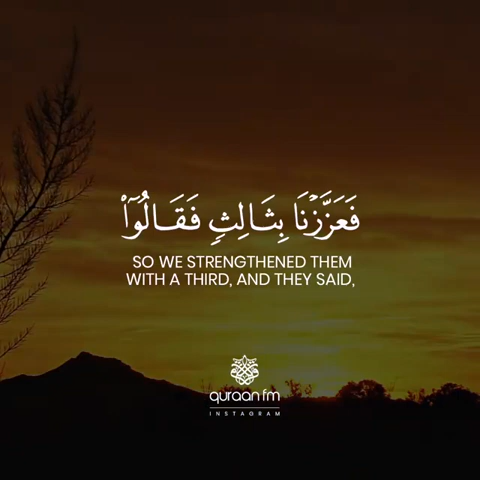 فَعَزَّزۡنَا بِثَالِثٖ فَقَالُوٓاْ
SO WE STRENGTHENED THEM
WITH A THIRD, AND THEY SAID,
quraan fm
INSTAGRAM